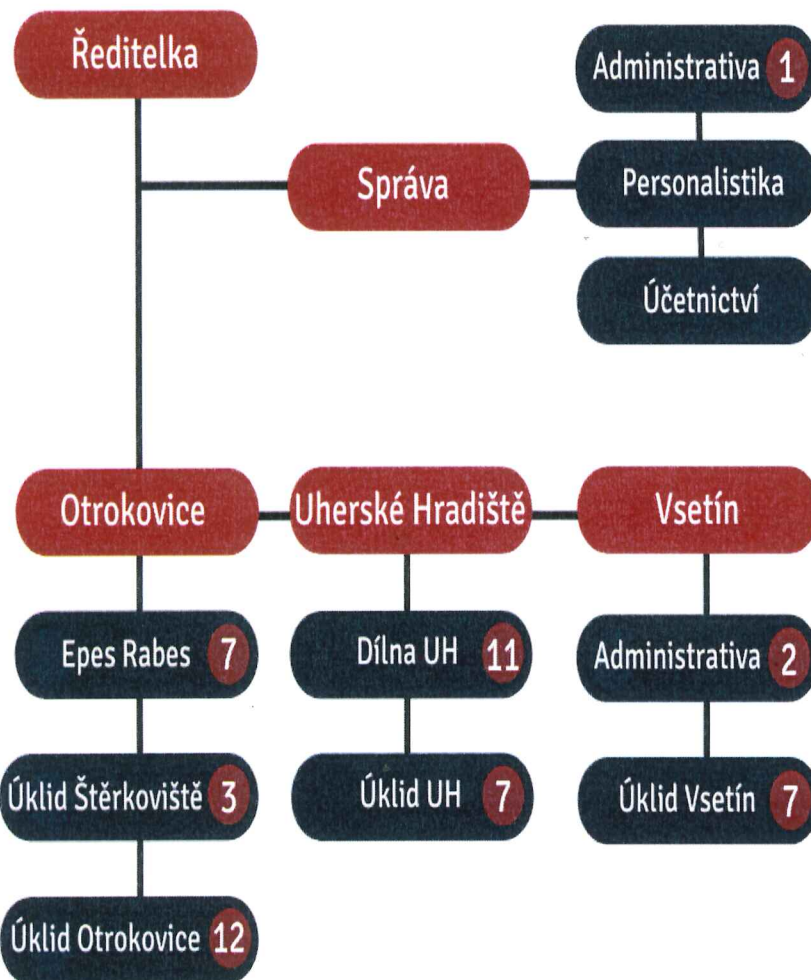 Ředitelka
Administrativa 1
Správa
Personalistika
Účetnictví
Otrokovice
Uherské Hradiště
Vsetín
Epes Rabes 7
Dílna UH 11
Administrativa 2
Úklid Štěrkoviště 3
Úklid UH 7
Úklid Vsetín 7
Úklid Otrokovice 12